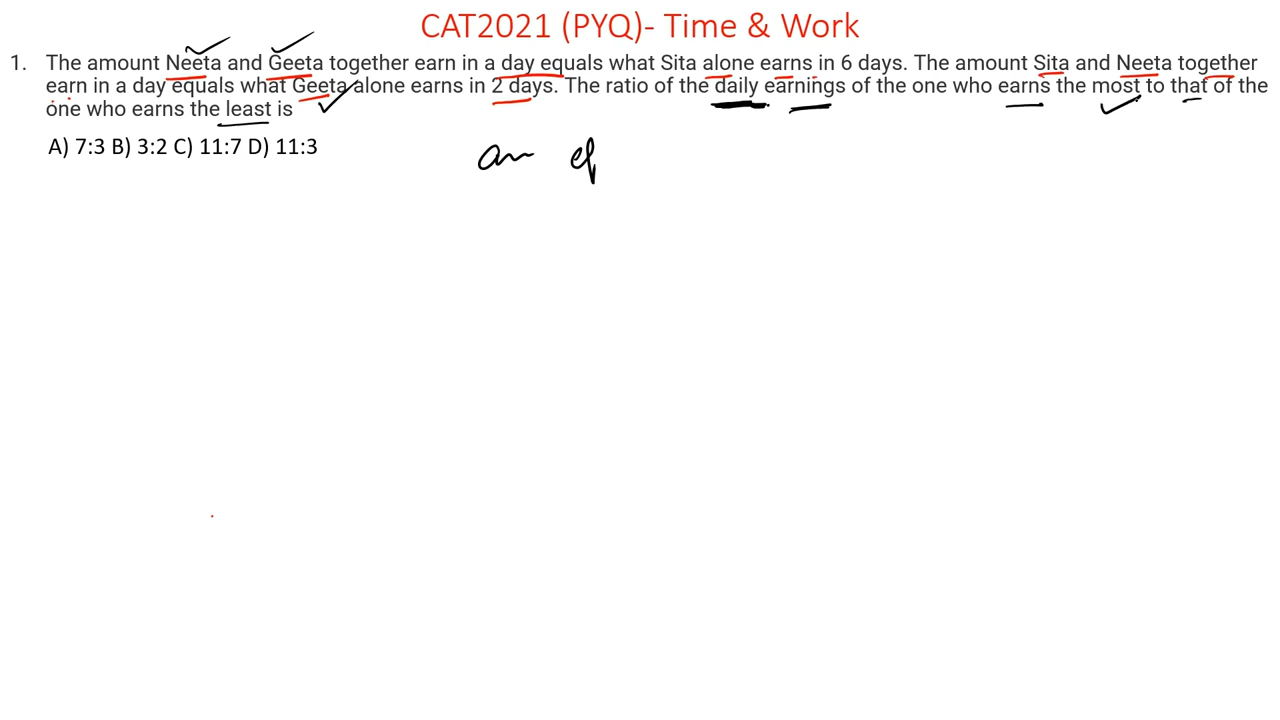 CAT2021 (PYQ)- Time & Work
1. The amount Neeta and Geeta together earn in a day equals what Sita alone earns in 6 days. The amount Sita and Neeta together
earn in a day equals what Geeta alone earns in 2 days. The ratio of the daily earnings of the one who earns the most to that of the
one who earns the least is
A) 7:3 B) 3:2 C) 11:7 D) 11:3